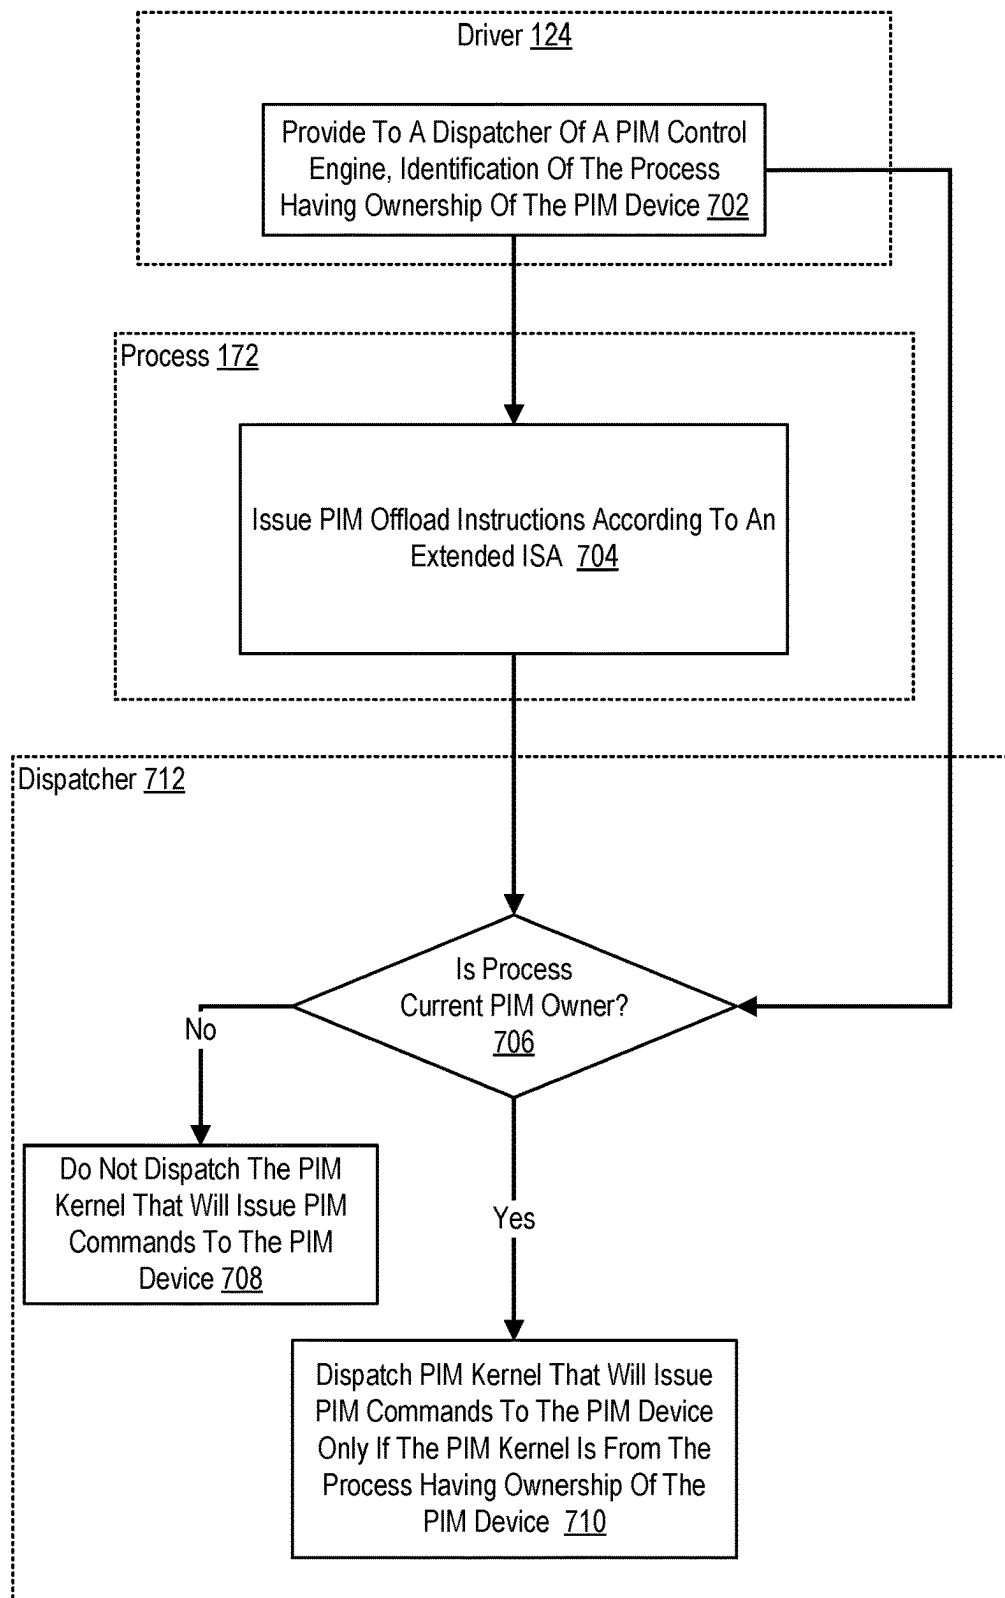 Driver 124
Provide To A Dispatcher Of A PIM Control
Engine, Identification Of The Process
Having Ownership Of The PIM Device 702
Process 172
Issue PIM Offload Instructions According To An
Extended ISA 704
Dispatcher 712
Is Process
Current PIM Owner?
706
No
Do Not Dispatch The PIM
Kernel That Will Issue PIM
Commands To The PIM
Device 708
Yes
Dispatch PIM Kernel That Will Issue
PIM Commands To The PIM Device
Only If The PIM Kernel Is From The
Process Having Ownership Of The
PIM Device 710